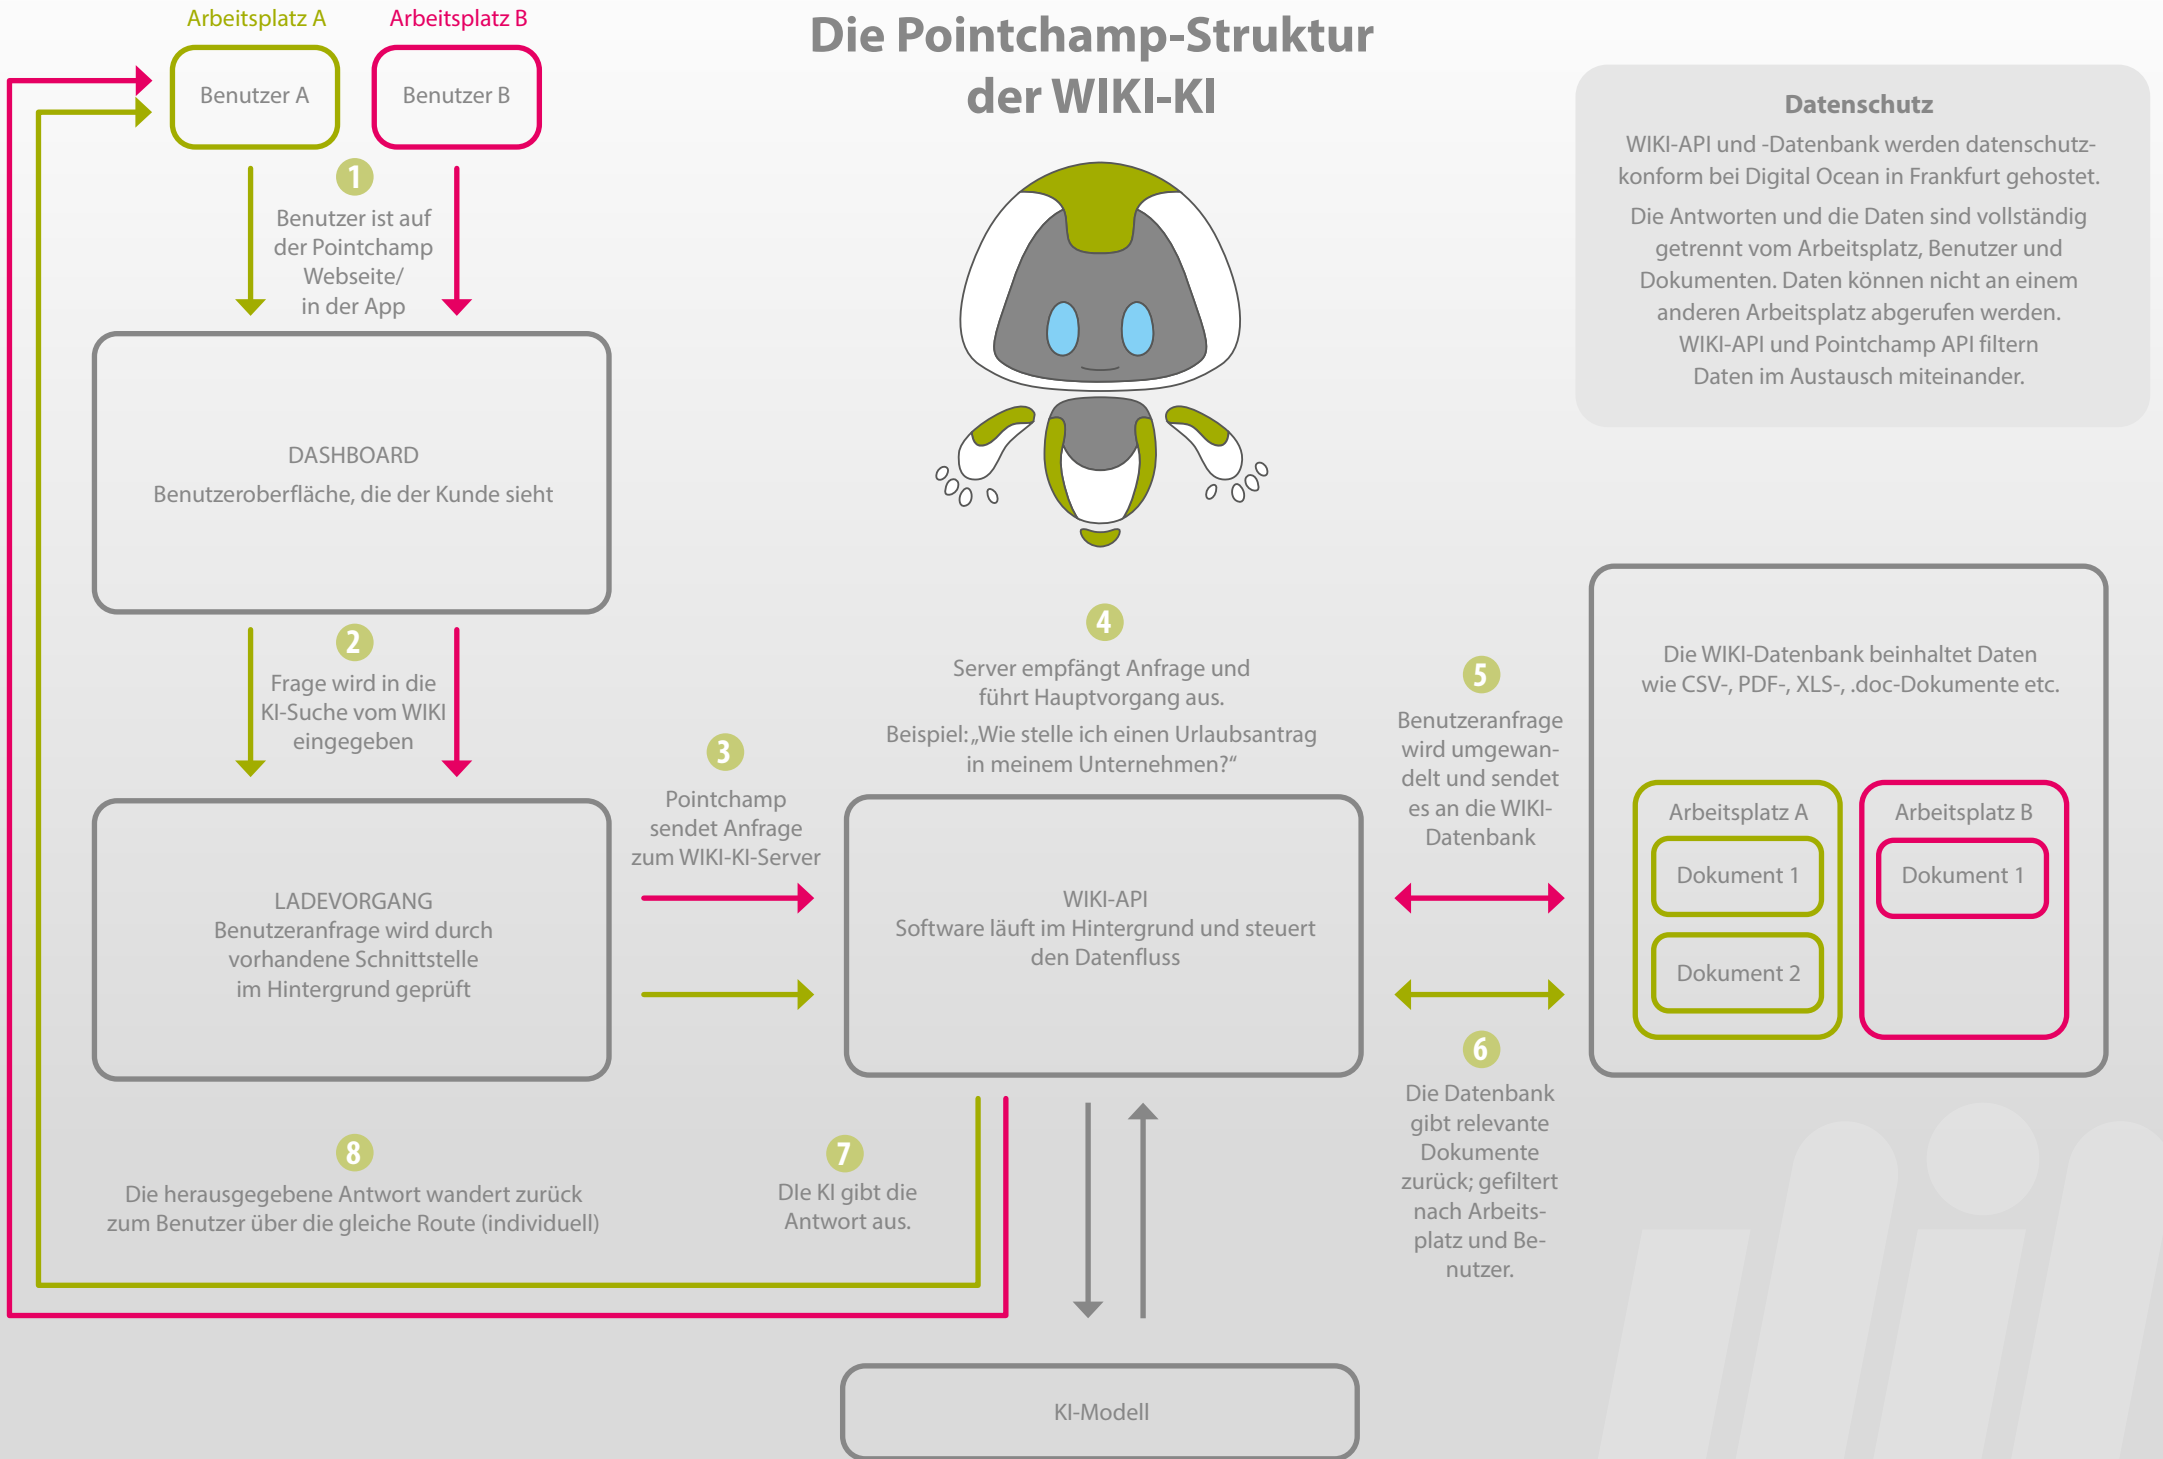 Arbeitsplatz A
Arbeitsplatz B
Benutzer A
Benutzer B
Die Pointchamp-Struktur
der WIKI-KI
Datenschutz
WIKI-API und -Datenbank werden datenschutz-
konform bei Digital Ocean in Frankfurt gehostet.
Die Antworten und die Daten sind vollständig
getrennt vom Arbeitsplatz, Benutzer und
Dokumenten. Daten können nicht an einem
anderen Arbeitsplatz abgerufen werden.
WIKI-API und Pointchamp API filtern
Daten im Austausch miteinander.
1
Benutzer ist auf
der Pointchamp
Webseite/
in der App
DASHBOARD
Benutzeroberfläche, die der Kunde sieht
2
Frage wird in die
KI-Suche vom WIKI
eingegeben
LADEVORGANG
Benutzeranfrage wird durch
vorhandene Schnittstelle
im Hintergrund geprüft
3
Pointchamp
sendet Anfrage
zum WIKI-KI-Server
4
Server empfängt Anfrage und
führt Hauptvorgang aus.
Beispiel: „Wie stelle ich einen Urlaubsantrag
in meinem Unternehmen?“
WIKI-API
Software läuft im Hintergrund und steuert
den Datenfluss
5
Benutzeranfrage
wird umgewan-
delt und sendet
es an die WIKI-
Datenbank
Die WIKI-Datenbank beinhaltet Daten
wie CSV-, PDF-, XLS-, .doc-Dokumente etc.
Arbeitsplatz A
Dokument 1
Dokument 2
Arbeitsplatz B
Dokument 1
6
Die Datenbank
gibt relevante
Dokumente
zurück; gefiltert
nach Arbeits-
platz und Be-
nutzer.
7
DIe KI gibt die
Antwort aus.
8
Die herausgegebene Antwort wandert zurück
zum Benutzer über die gleiche Route (individuell)
KI-Modell